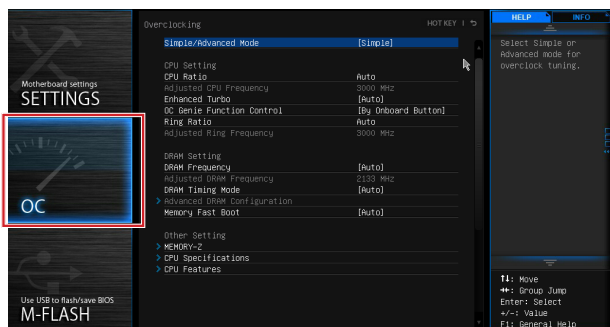 Motherboard settings
SETTINGS
OC
Use USB to flash/save BIOS
M-FLASH
Overclocking
HOT KEY |
Simple/Advanced Mode [Simple]
CPU Setting
CPU Ratio Auto
Adjusted CPU Frequency 3000 MHz
Enhanced Turbo [Auto]
OC Genie Function Control [By Onboard Button]
Ring Ratio Auto
Adjusted Ring Frequency 3000 MHz
DRAM Setting
DRAM Frequency [Auto]
Adjusted DRAM Frequency 2133 MHz
DRAM Timing Mode [Auto]
> Advanced DRAM Configuration
Memory Fast Boot [Auto]
Other Setting
> MEMORY-Z
> CPU Specifications
> CPU Features
HELP
INFO
Select Simple or
Advanced mode for
overclock tuning.
↑↓: Move
→←: Group Jump
Enter: Select
+/-: Value
F1: General Help